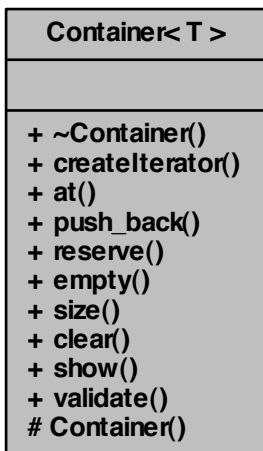 Container< T >
+ ~Container()
+ createIterator()
+ at()
+ push_back()
+ reserve()
+ empty()
+ size()
+ clear()
+ show()
+ validate()
# Container()